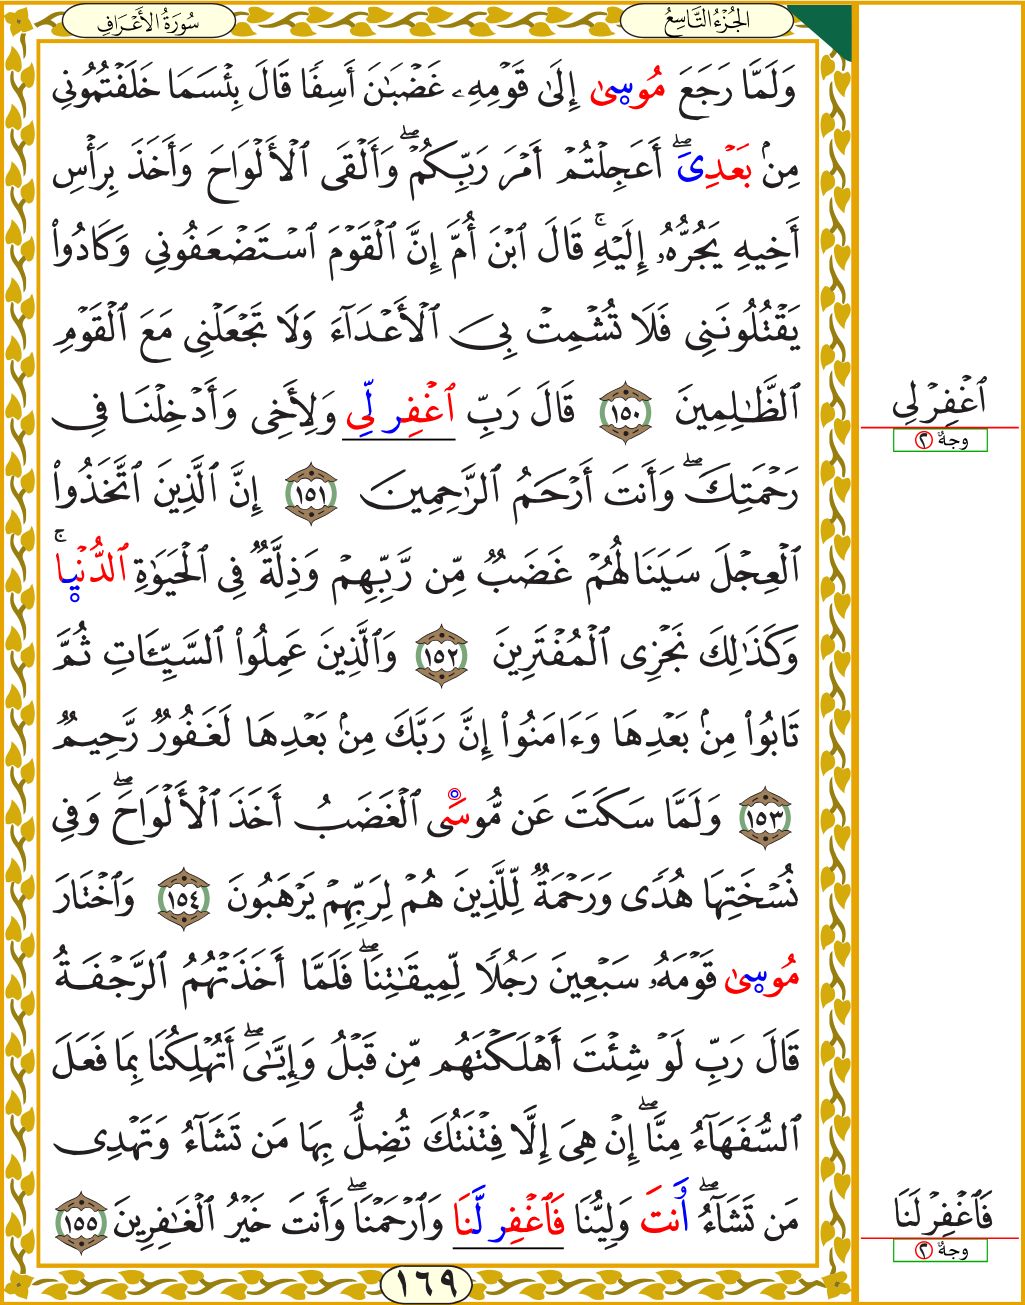 الجُزْءُ التَّاسِعُ
سُورَةُ الأَعْرَافِ
وَلَمَّا رَجَعَ مُوسىٰ إِلَىٰ قَوْمِهِۦ غَضْبَٰنَ أَسِفًا قَالَ بِئْسَمَا خَلَفْتُمُونِي
مِنۢ بَعْدِيَۖ أَعَجِلْتُمْ أَمْرَ رَبِّكُمْۖ وَأَلْقَى ٱلْأَلْوَاحَ وَأَخَذَ بِرَأْسِ
أَخِيهِ يَجُرُّهُۥ إِلَيْهِۚ قَالَ ٱبْنَ أُمَّ إِنَّ ٱلْقَوْمَ ٱسْتَضْعَفُونِي وَكَادُوا۟
يَقْتُلُونَنِي فَلَا تُشْمِتْ بِيَ ٱلْأَعْدَآءَ وَلَا تَجْعَلْنِي مَعَ ٱلْقَوْمِ
ٱلظَّٰلِمِينَ ١٥٠ قَالَ رَبِّ ٱغْفِر لِّي وَلِأَخِي وَأَدْخِلْنَا فِي
رَحْمَتِكَۖ وَأَنتَ أَرْحَمُ ٱلرَّٰحِمِينَ ١٥١ إِنَّ ٱلَّذِينَ ٱتَّخَذُوا۟
ٱلْعِجْلَ سَيَنَالُهُمْ غَضَبٌ مِّن رَّبِّهِمْ وَذِلَّةٌ فِي ٱلْحَيَوٰةِ ٱلدُّنْيٜاۚ
وَكَذَٰلِكَ نَجْزِي ٱلْمُفْتَرِينَ ١٥٢ وَٱلَّذِينَ عَمِلُوا۟ ٱلسَّيِّـَٔاتِ ثُمَّ
تَابُوا۟ مِنۢ بَعْدِهَا وَءَامَنُوٓا۟ إِنَّ رَبَّكَ مِنۢ بَعْدِهَا لَغَفُورٌ رَّحِيمٌ
١٥٣ وَلَمَّا سَكَتَ عَن مُّوسَى ٱلْغَضَبُ أَخَذَ ٱلْأَلْوَاحَۖ وَفِي
نُسْخَتِهَا هُدًى وَرَحْمَةٌ لِّلَّذِينَ هُمْ لِرَبِّهِمْ يَرْهَبُونَ ١٥٤ وَٱخْتَارَ
مُوسىٰ قَوْمَهُۥ سَبْعِينَ رَجُلًا لِّمِيقَٰتِنَاۖ فَلَمَّا أَخَذَتْهُمُ ٱلرَّجْفَةُ
قَالَ رَبِّ لَوْ شِئْتَ أَهْلَكْتَهُم مِّن قَبْلُ وَإِيَّٰيَۖ أَتُهْلِكُنَا بِمَا فَعَلَ
ٱلسُّفَهَآءُ مِنَّاۖ إِنْ هِيَ إِلَّا فِتْنَتُكَ تُضِلُّ بِهَا مَن تَشَآءُ وَتَهْدِي
مَن تَشَآءُۖ أَنتَ وَلِيُّنَا فَٱغْفِر لَّنَا وَٱرْحَمْنَاۖ وَأَنتَ خَيْرُ ٱلْغَٰفِرِينَ ١٥٥
١٦٩
ٱغْفِرْ لِي
وجهٌ ٢
فَٱغْفِرْ لَنَا
وجهٌ ٢